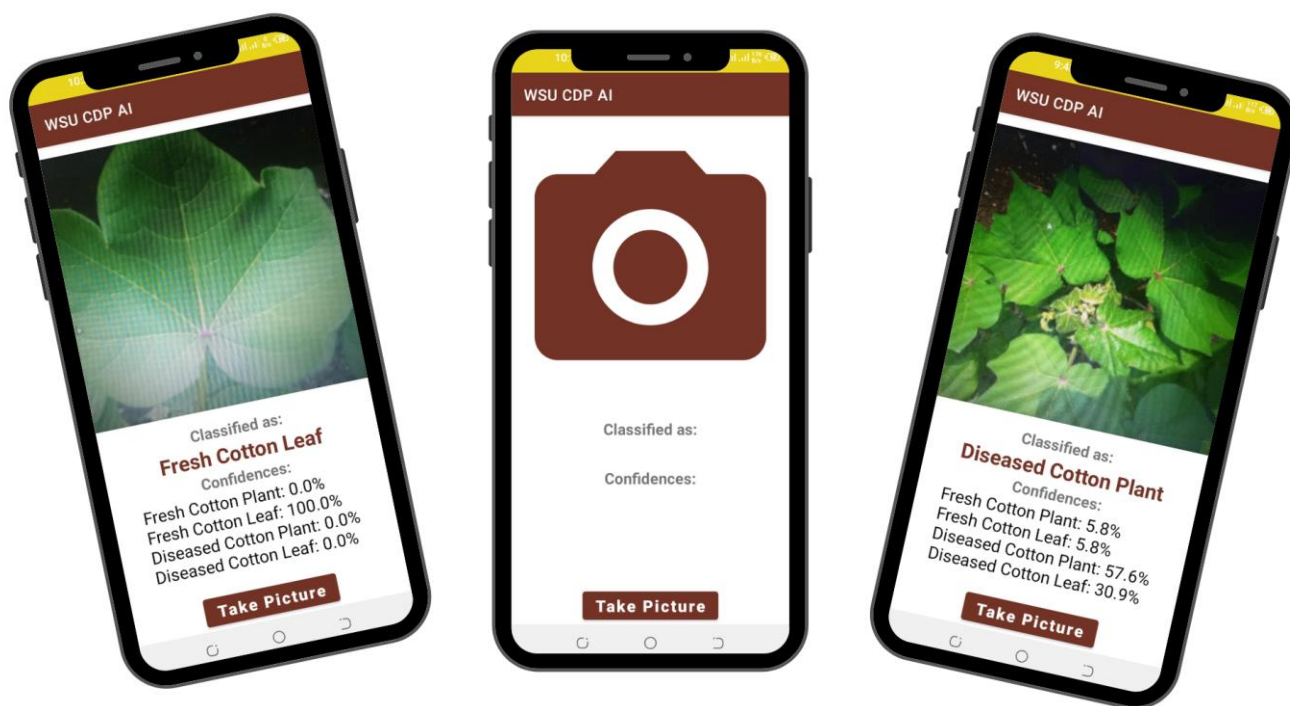 WSU CDP AI
Classified as:
Fresh Cotton Leaf
Confidences:
Fresh Cotton Plant: 0.0%
Fresh Cotton Leaf: 100.0%
Diseased Cotton Plant: 0.0%
Diseased Cotton Leaf: 0.0%
Take Picture
10:
WSU CDP AI
Classified as:
Confidences:
Take Picture
9:4
WSU CDP AI
Classified as:
Diseased Cotton Plant
Confidences:
Fresh Cotton Plant: 5.8%
Fresh Cotton Leaf: 5.8%
Diseased Cotton Plant: 57.6%
Diseased Cotton Leaf: 30.9%
Take Picture